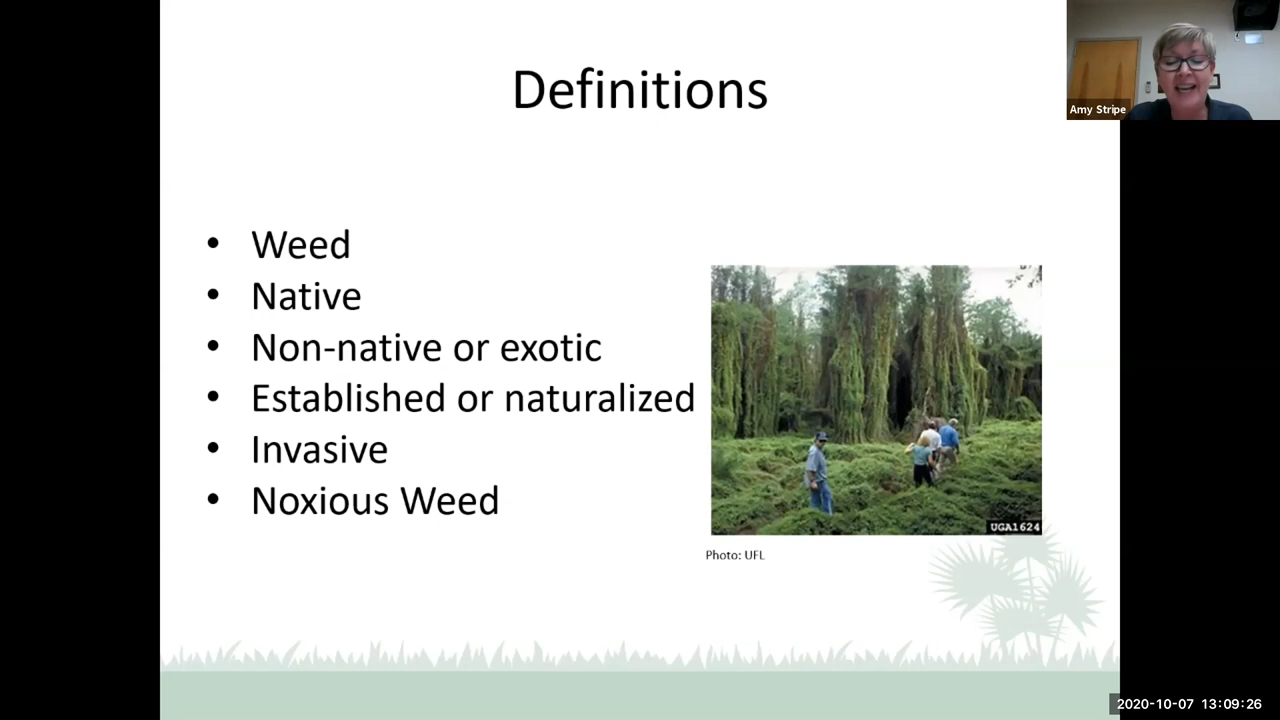 Definitions
Amy Stripe
• Weed
• Native
• Non-native or exotic
• Established or naturalized
• Invasive
• Noxious Weed
UGA1624
Photo: UFL
2020-10-07 13:09:26